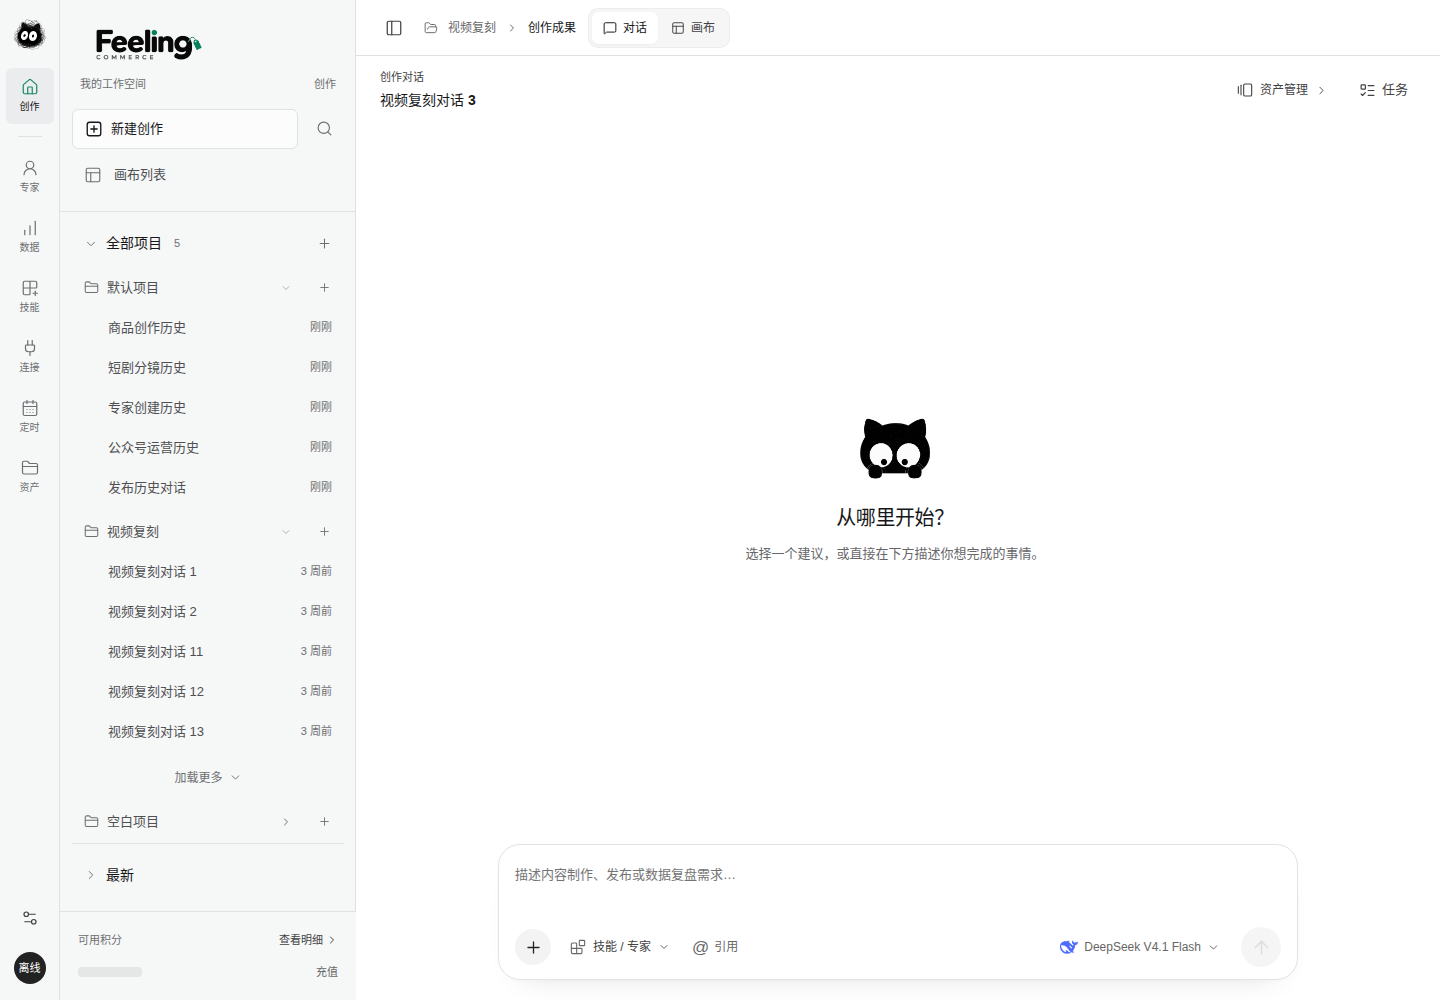 创作
专家
数据
技能
连接
定时
资产
离线
Feeling
COMMERCE
我的工作空间 创作
新建创作
画布列表
全部项目 5
默认项目
商品创作历史 刚刚
短剧分镜历史 刚刚
专家创建历史 刚刚
公众号运营历史 刚刚
发布历史对话 刚刚
视频复刻
视频复刻对话 1 3 周前
视频复刻对话 2 3 周前
视频复刻对话 11 3 周前
视频复刻对话 12 3 周前
视频复刻对话 13 3 周前
加载更多
空白项目
最新
可用积分 查看明细
充值
视频复刻 创作成果 对话 画布
创作对话
视频复刻对话 3
资产管理 任务
从哪里开始？
选择一个建议，或直接在下方描述你想完成的事情。
描述内容制作、发布或数据复盘需求…
技能 / 专家 @ 引用 DeepSeek V4.1 Flash